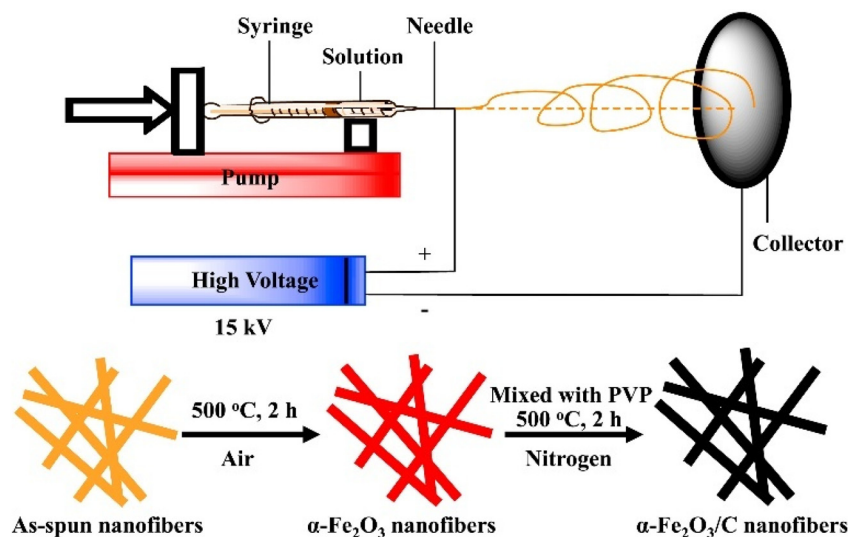 Syringe
Needle
Solution
Pump
Collector
+
High Voltage
-
15 kV
500 °C, 2 h
Air
Mixed with PVP
500 °C, 2 h
Nitrogen
As-spun nanofibers
α-Fe₂O₃ nanofibers
α-Fe₂O₃/C nanofibers